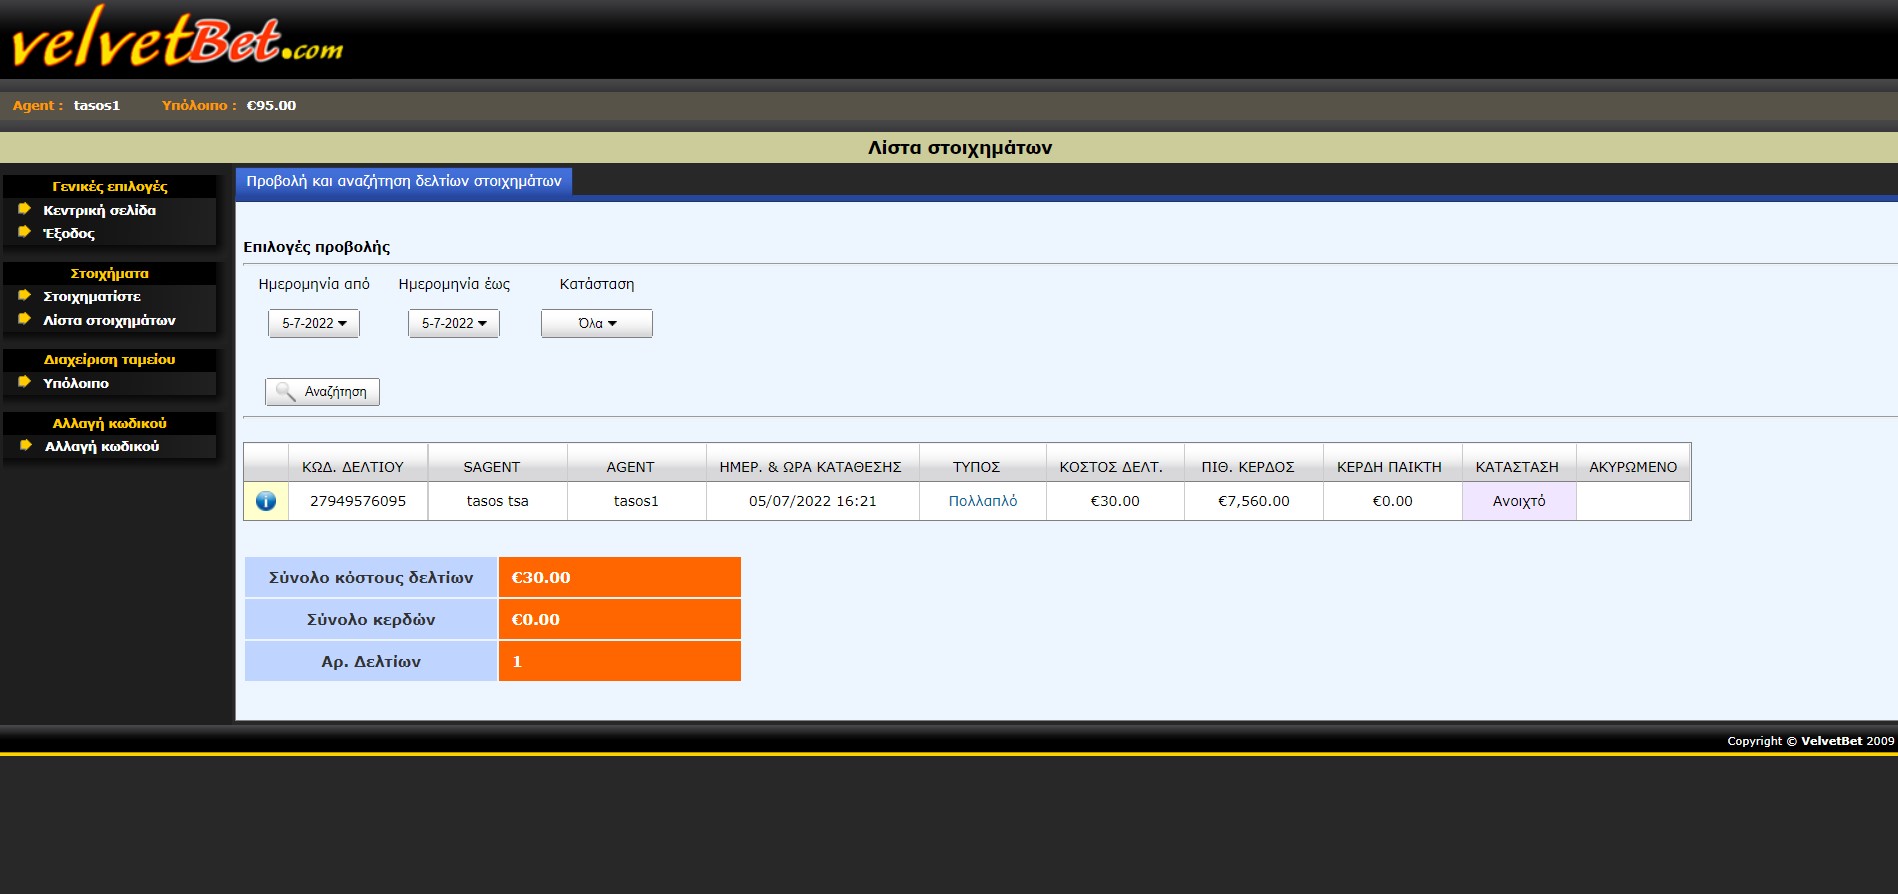 velvetBet.com
Agent : tasos1 Υπόλοιπο : €95.00
Λίστα στοιχημάτων
Γενικές επιλογές
Κεντρική σελίδα
Έξοδος
Στοιχήματα
Στοιχηματίστε
Λίστα στοιχημάτων
Διαχείριση ταμείου
Υπόλοιπο
Αλλαγή κωδικού
Αλλαγή κωδικού
Προβολή και αναζήτηση δελτίων στοιχημάτων
Επιλογές προβολής
Ημερομηνία από Ημερομηνία έως Κατάσταση
5-7-2022 5-7-2022 Όλα
Αναζήτηση
ΚΩΔ. ΔΕΛΤΙΟΥ SAGENT AGENT ΗΜΕΡ. & ΩΡΑ ΚΑΤΑΘΕΣΗΣ ΤΥΠΟΣ ΚΟΣΤΟΣ ΔΕΛΤ. ΠΙΘ. ΚΕΡΔΟΣ ΚΕΡΔΗ ΠΑΙΚΤΗ ΚΑΤΑΣΤΑΣΗ ΑΚΥΡΩΜΕΝΟ
27949576095 tasos tsa tasos1 05/07/2022 16:21 Πολλαπλό €30.00 €7,560.00 €0.00 Ανοιχτό
Σύνολο κόστους δελτίων €30.00
Σύνολο κερδών €0.00
Αρ. Δελτίων 1
Copyright © VelvetBet 2009